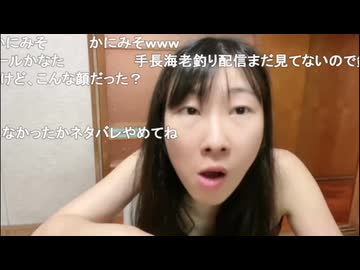 かにみそ かにみそwww
ールかなた 手長海老釣り配信まだ見てないので
けど、こんな顔だった？
なかったかネタバレやめてね